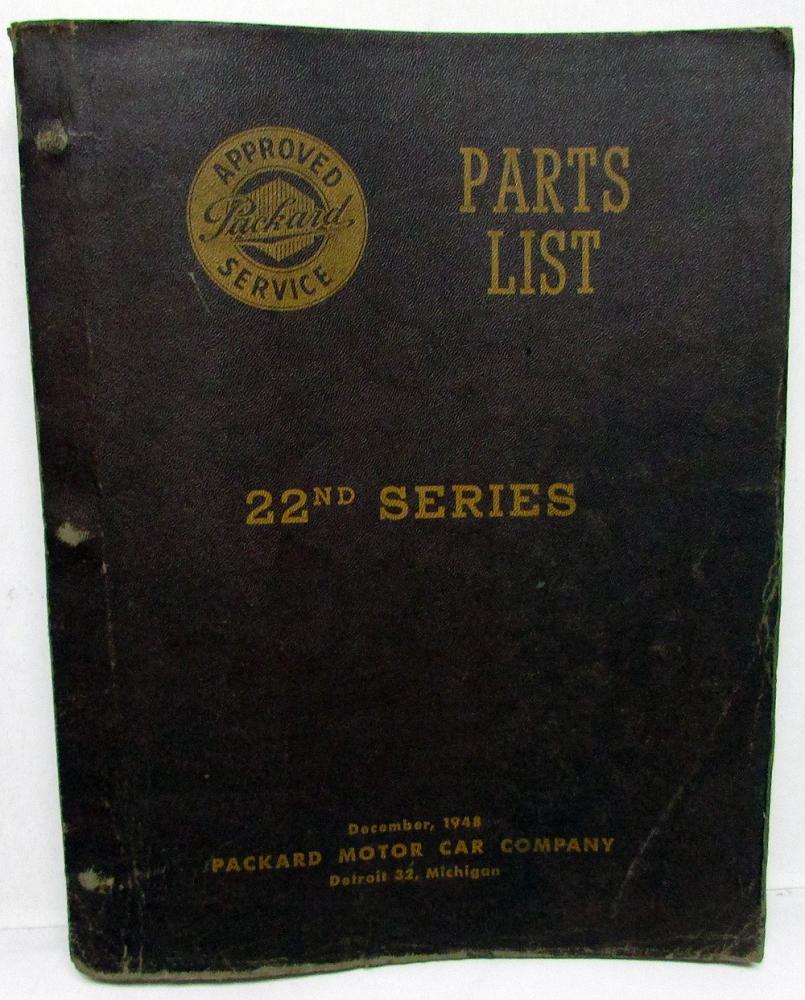 APPROVED
Packard
SERVICE
PARTS
LIST
22ND SERIES
December, 1948
PACKARD MOTOR CAR COMPANY
Detroit 32, Michigan